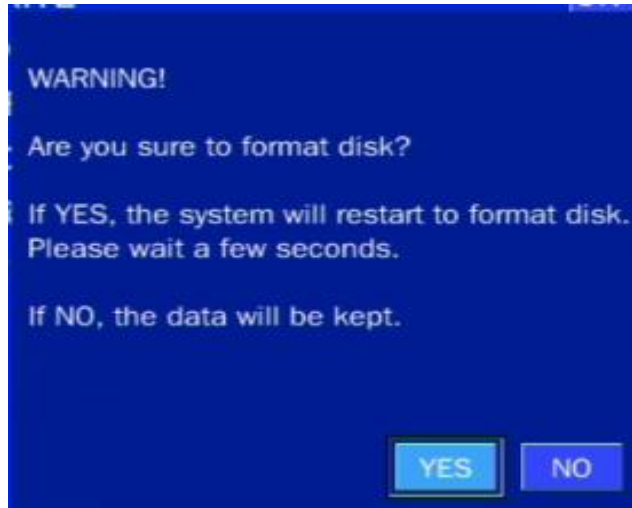 WARNING!
Are you sure to format disk?
If YES, the system will restart to format disk.
Please wait a few seconds.
If NO, the data will be kept.
YES
NO